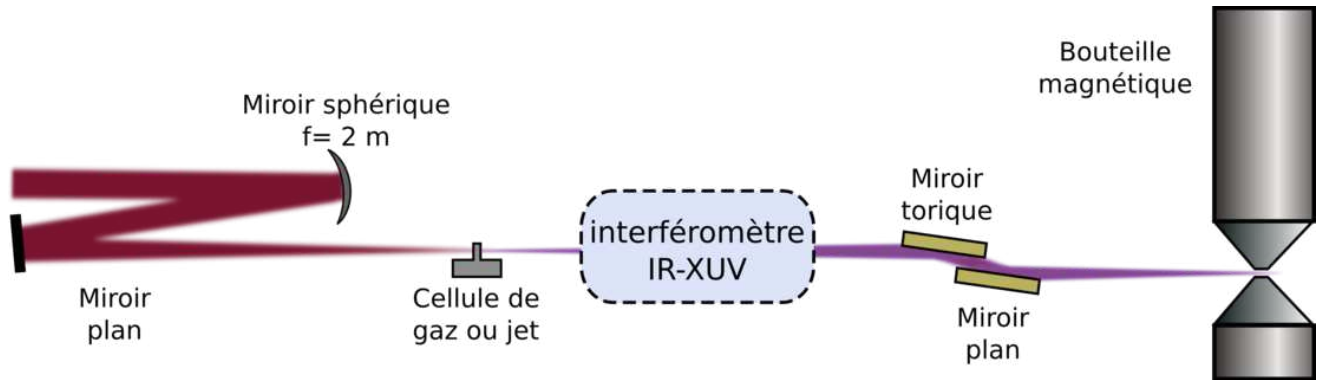 Miroir sphérique
f= 2 m
Miroir
plan
Cellule de
gaz ou jet
interféromètre
IR-XUV
Miroir
torique
Miroir
plan
Bouteille
magnétique